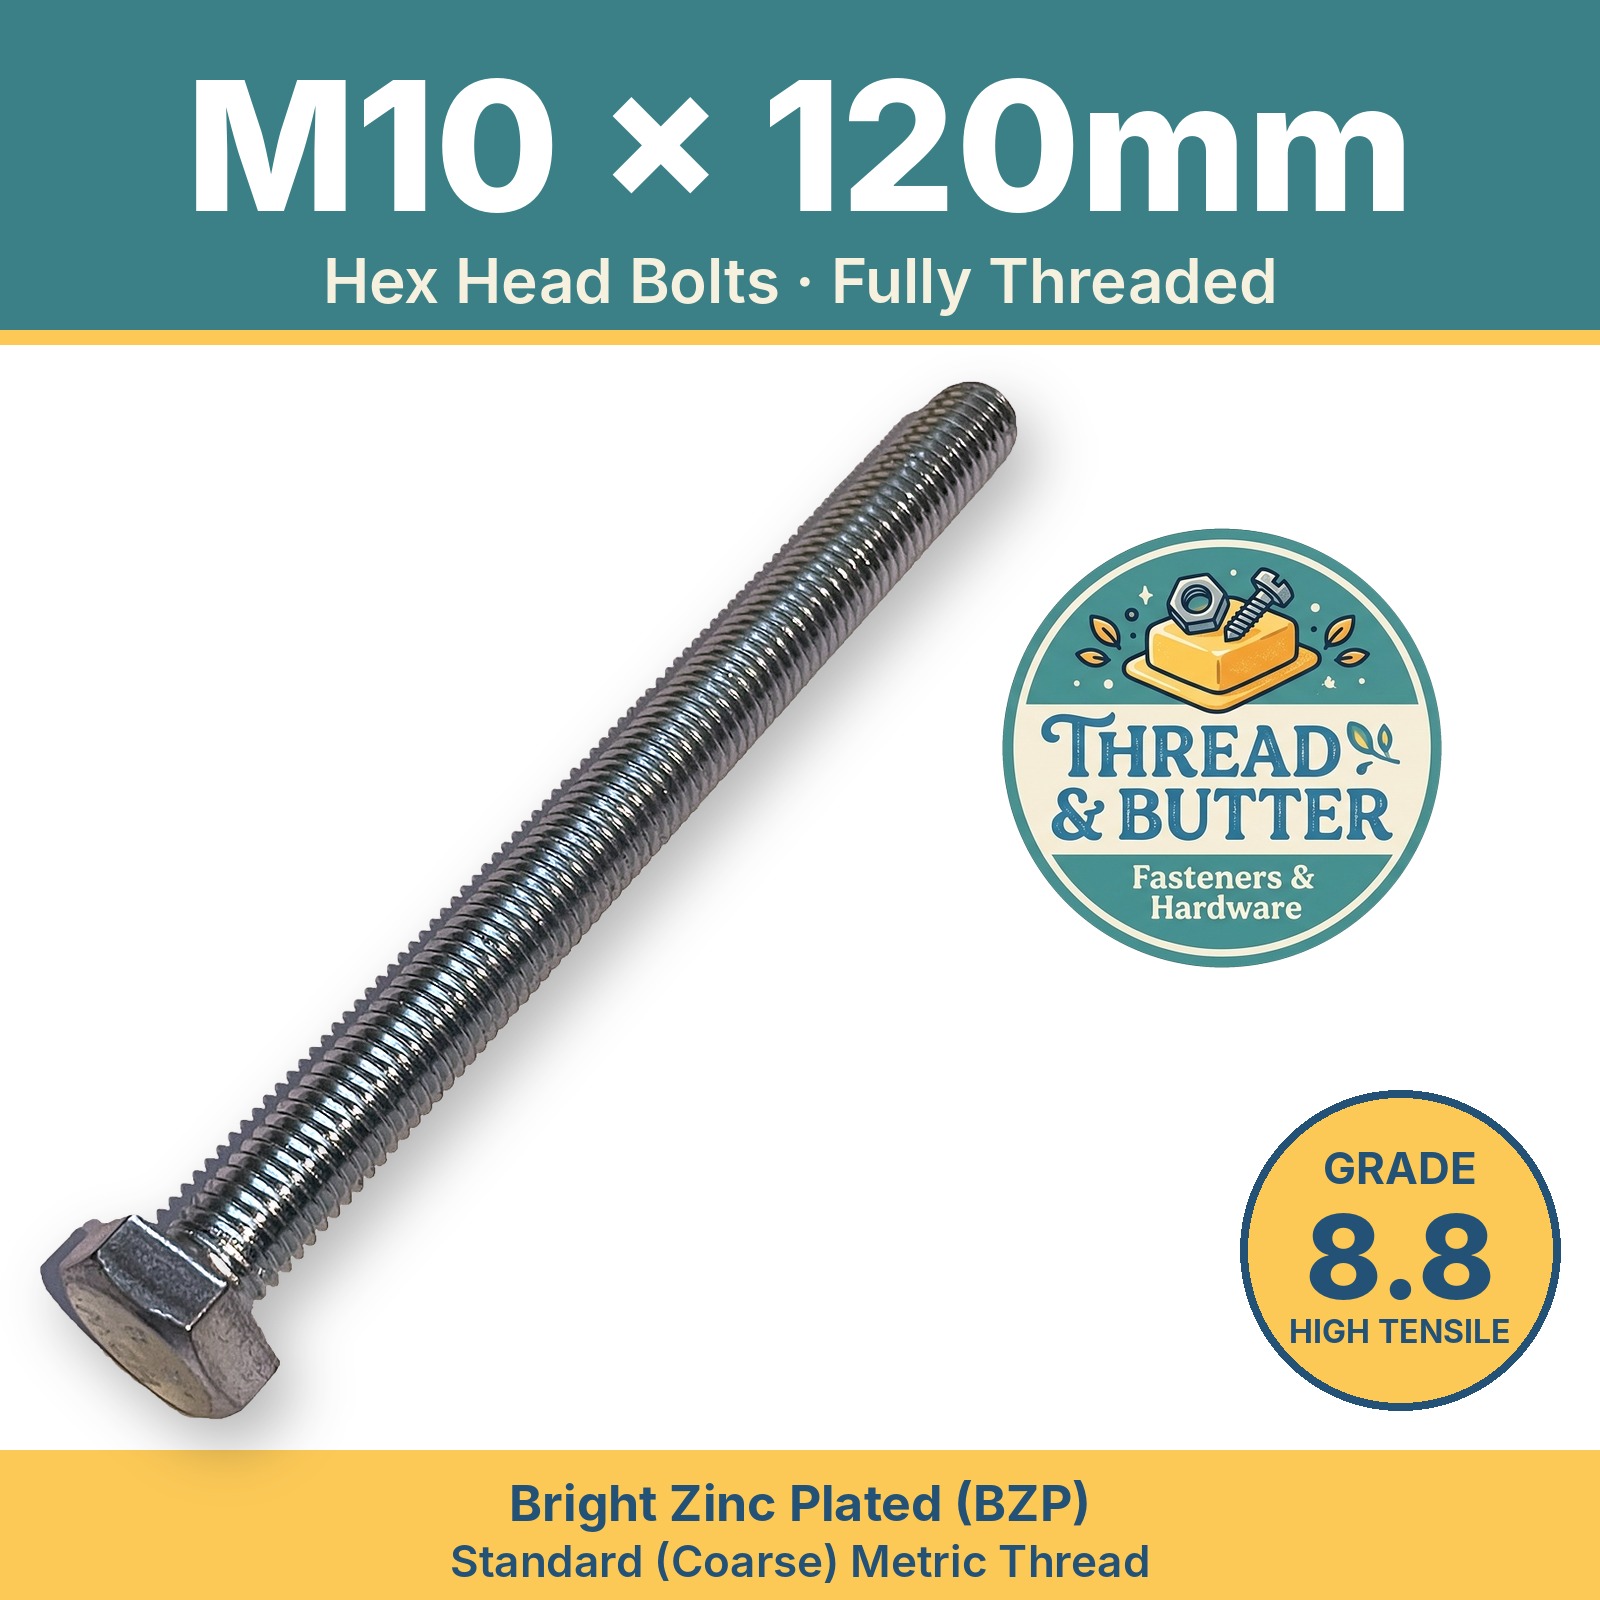 M10 × 120mm
Hex Head Bolts · Fully Threaded
THREAD
& BUTTER
Fasteners &
Hardware
GRADE
8.8
HIGH TENSILE
Bright Zinc Plated (BZP)
Standard (Coarse) Metric Thread